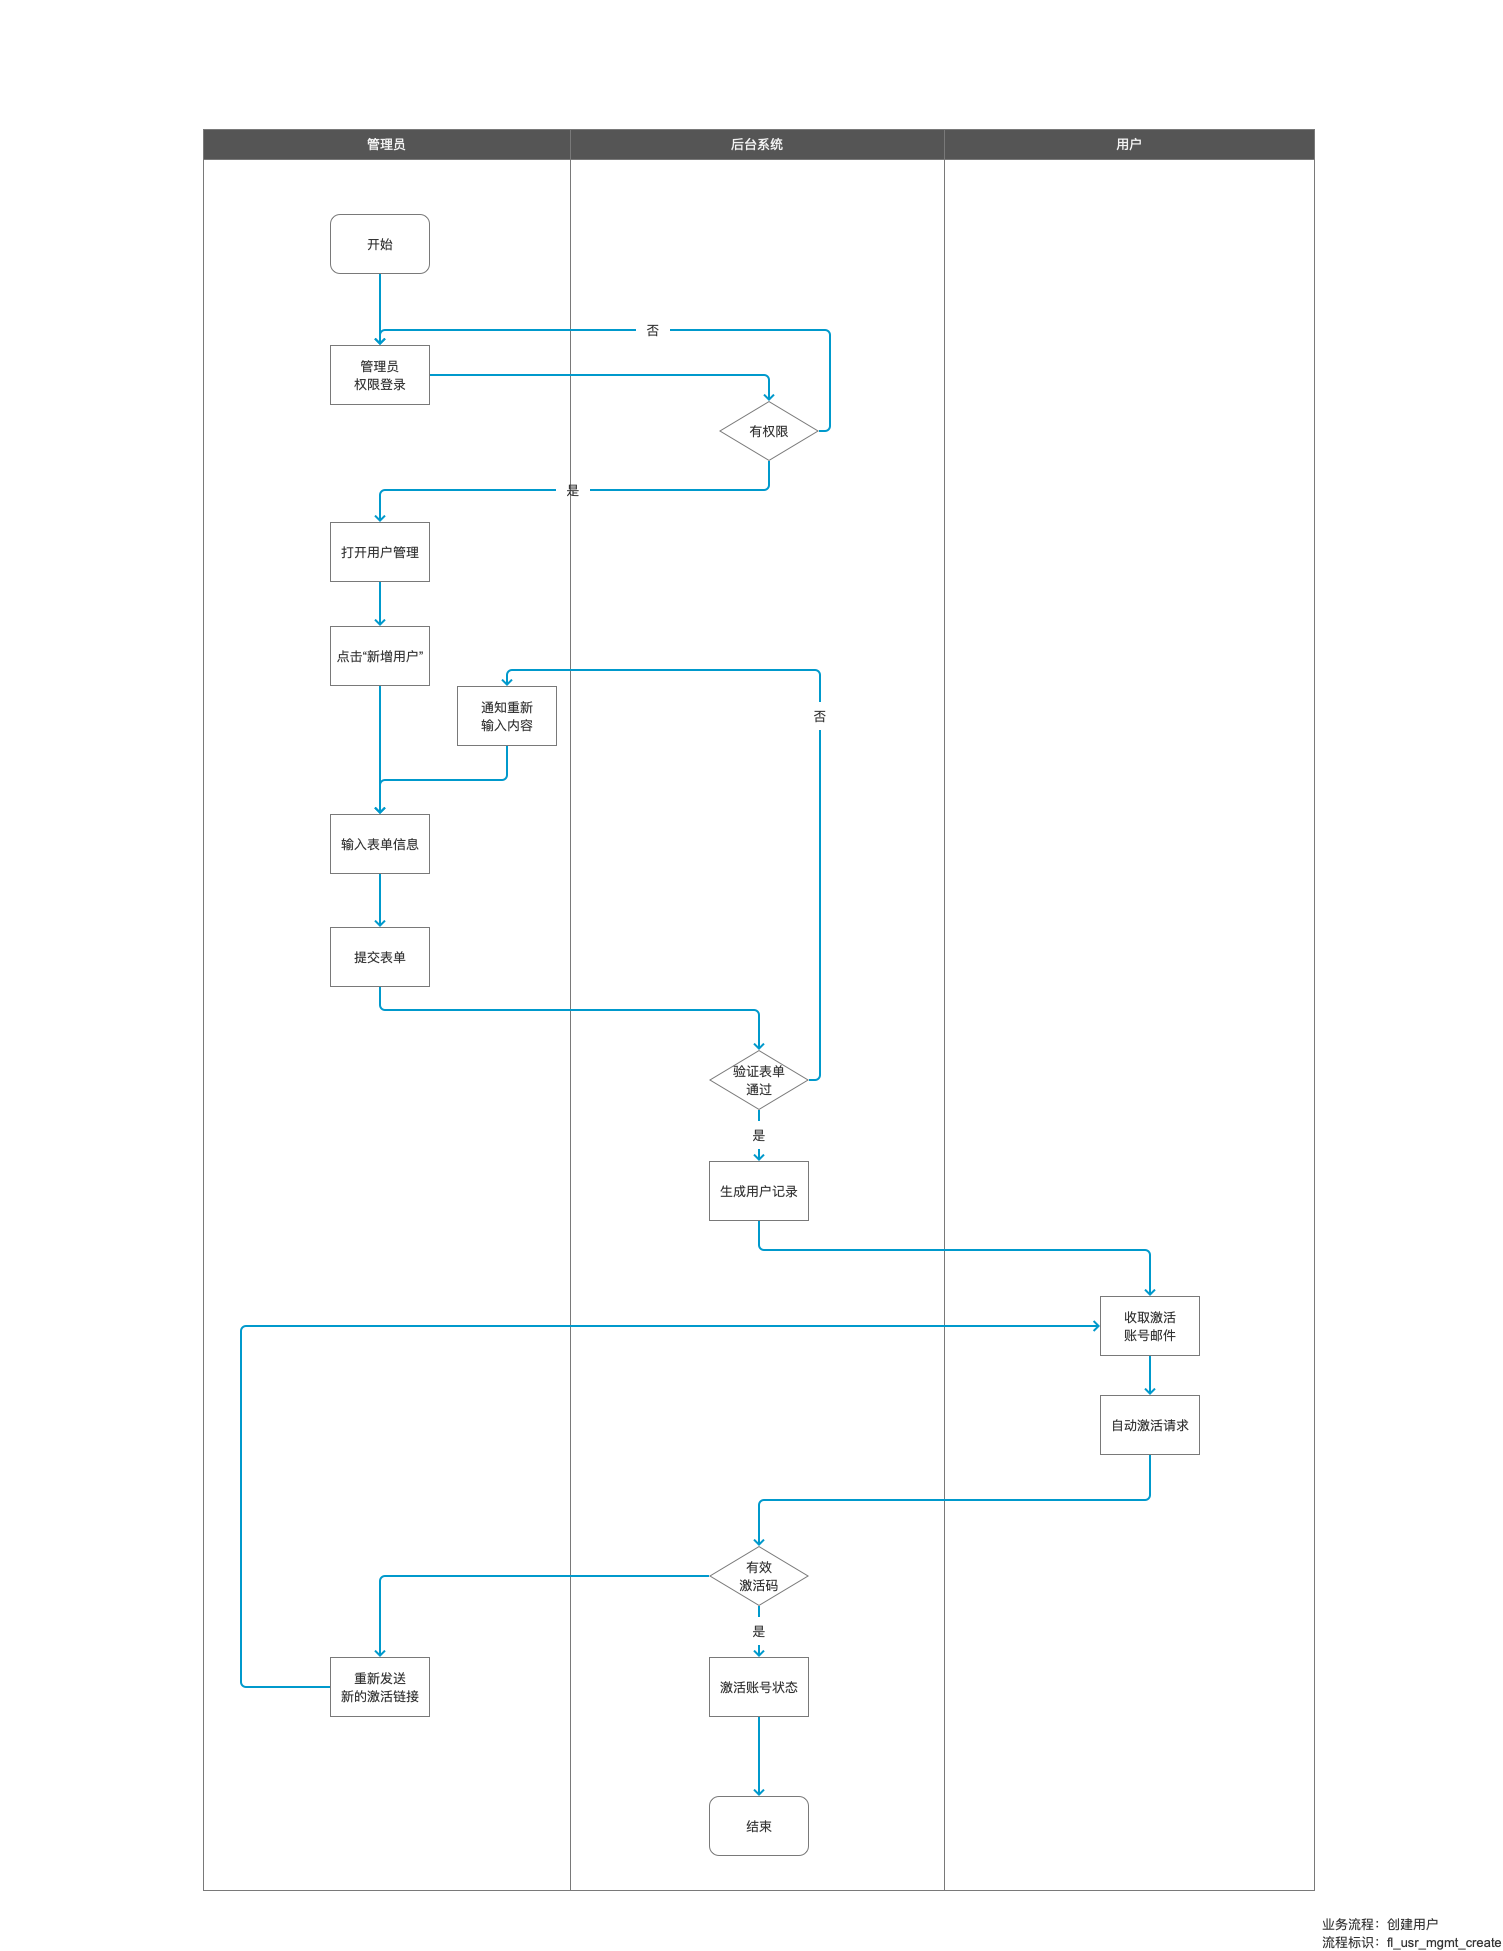 管理员
后台系统
用户
开始
否
管理员
权限登录
有权限
是
打开用户管理
点击“新增用户”
通知重新
输入内容
否
输入表单信息
提交表单
验证表单
通过
是
生成用户记录
收取激活
账号邮件
自动激活请求
有效
激活码
是
重新发送
新的激活链接
激活账号状态
结束
业务流程：创建用户
流程标识：fl_usr_mgmt_create